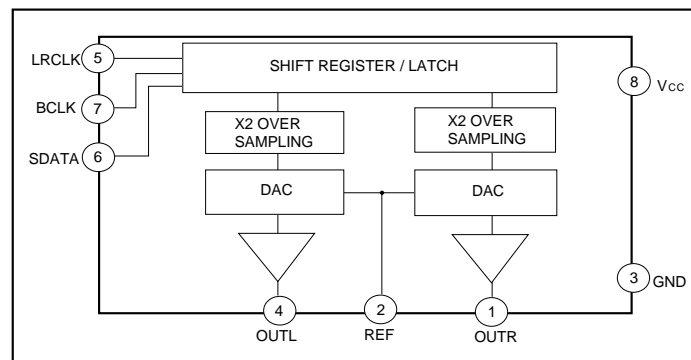 LRCLK
5
SHIFT REGISTER / LATCH
8
Vcc
BCLK
7
X2 OVER
SAMPLING
X2 OVER
SAMPLING
SDATA
6
DAC
DAC
3
GND
4
2
1
OUTL
REF
OUTR